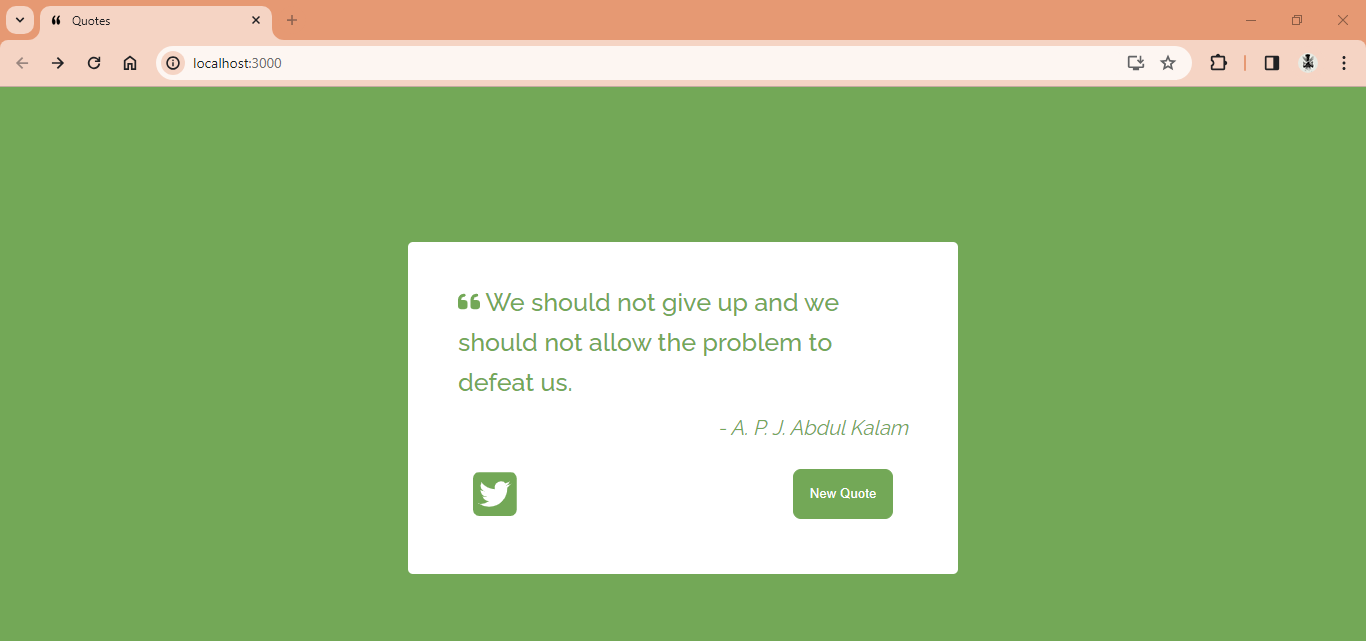 Quotes
localhost:3000
We should not give up and we
should not allow the problem to
defeat us.
- A. P. J. Abdul Kalam
New Quote